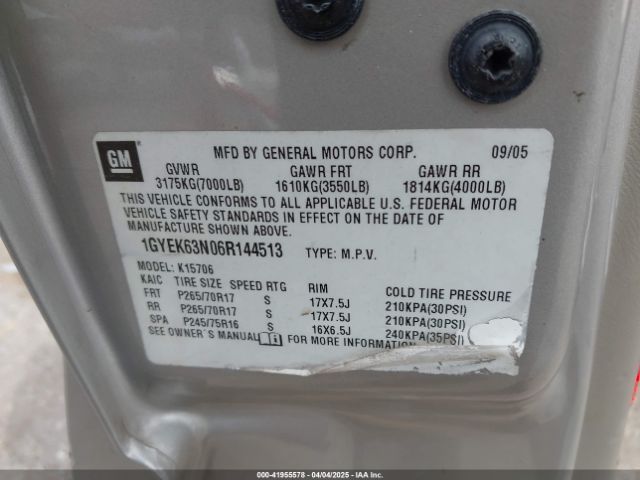 GM
MFD BY GENERAL MOTORS CORP. 09/05
GVWR GAWR FRT GAWR RR
3175KG(7000LB) 1610KG(3550LB) 1814KG(4000LB)
THIS VEHICLE CONFORMS TO ALL APPLICABLE U.S. FEDERAL MOTOR
VEHICLE SAFETY STANDARDS IN EFFECT ON THE DATE OF
MANUFACTURE SHOWN ABOVE.
1GYEK63N06R144513 TYPE: M.P.V.
MODEL: K15706
KAIC TIRE SIZE SPEED RTG RIM COLD TIRE PRESSURE
FRT P265/70R17 S 17X7.5J 210KPA(30PSI)
RR P265/70R17 S 17X7.5J 210KPA(30PSI)
SPA P245/75R16 S 16X6.5J 240KPA(35PSI)
SEE OWNER'S MANUAL FOR MORE INFORMATION
000-41955578 - 04/04/2025 - IAAI.com